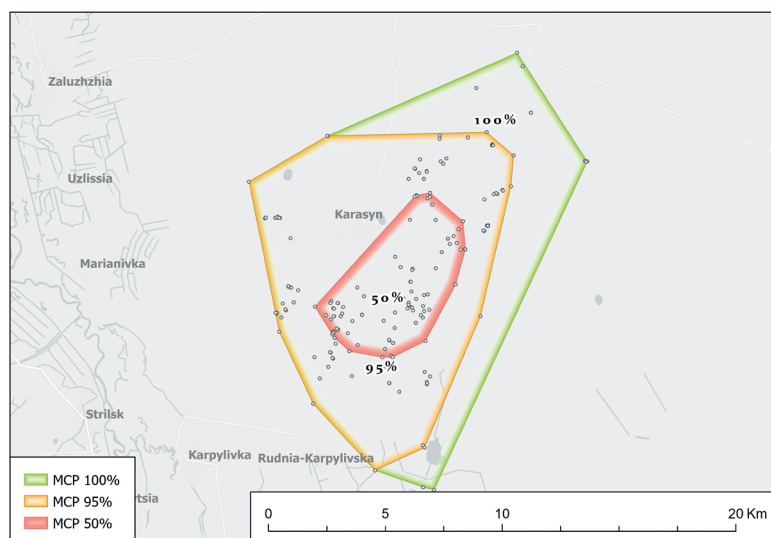 Zaluzhzhia
100%
Uzlissia
Karasyn
Marianivka
50%
95%
Strilsk
Karpylivka
Rudnia-Karpylivska
MCP 100%
MCP 95%
MCP 50%
tsia
0
5
10
20 Km